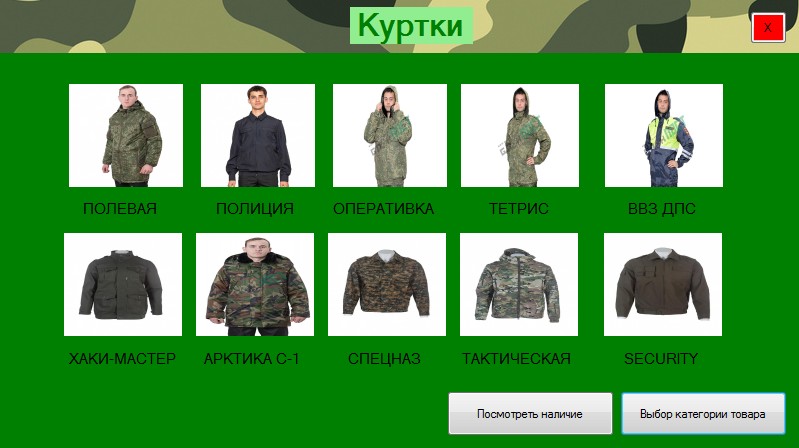 Куртки
X
ПОЛЕВАЯ
ПОЛИЦИЯ
ОПЕРАТИВКА
ТЕТРИС
ВВЗ ДПС
ХАКИ-МАСТЕР
АРКТИКА С-1
СПЕЦНАЗ
ТАКТИЧЕСКАЯ
SECURITY
Посмотреть наличие
Выбор категории товара